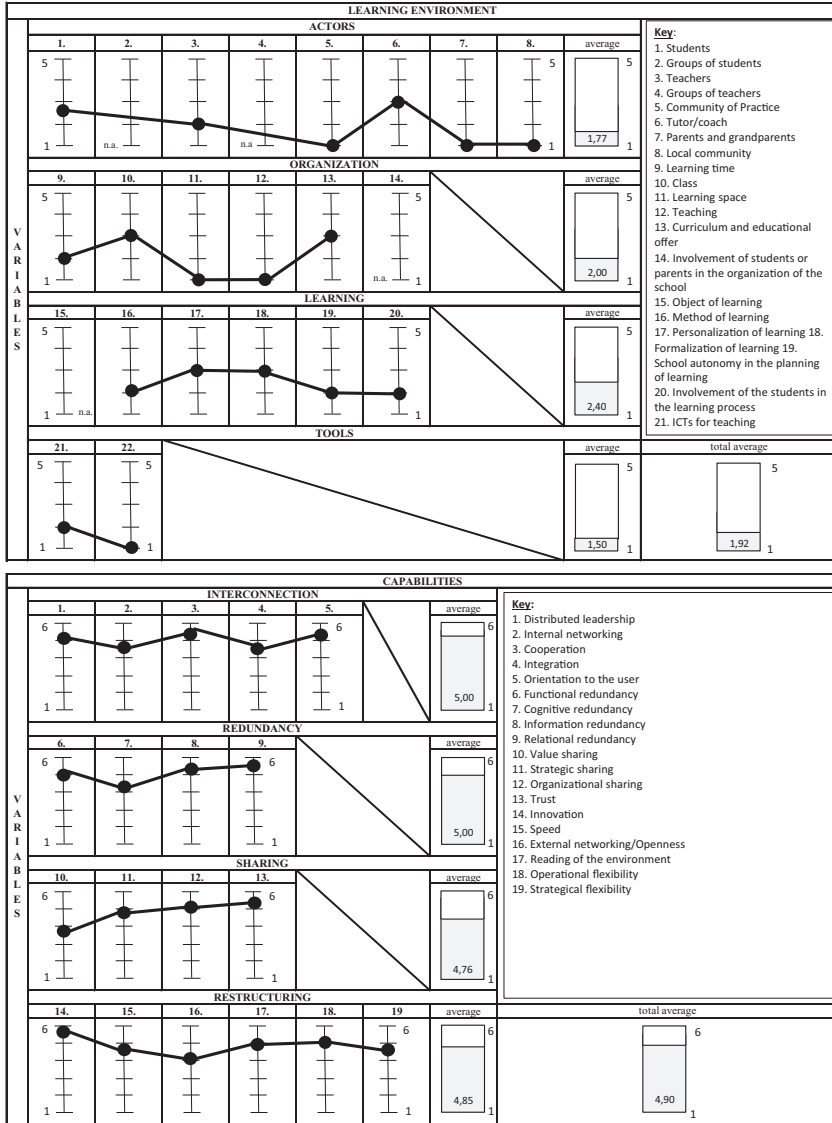 LEARNING ENVIRONMENT
ACTORS
1. 2. 3. 4. 5. 6. 7. 8. average
5 5 5
n.a. n.a 1,77
1 1 1
ORGANIZATION
9. 10. 11. 12. 13. 14. average
5 5 5
n.a. 2,00
1 1 1
LEARNING
15. 16. 17. 18. 19. 20. average
5 5 5
n.a. 2,40
1 1 1
TOOLS
21. 22. average total average
5 5 5 5
1,50 1,92
1 1 1 1
VARIABLES
Key:
1. Students
2. Groups of students
3. Teachers
4. Groups of teachers
5. Community of Practice
6. Tutor/coach
7. Parents and grandparents
8. Local community
9. Learning time
10. Class
11. Learning space
12. Teaching
13. Curriculum and educational
offer
14. Involvement of students or
parents in the organization of the
school
15. Object of learning
16. Method of learning
17. Personalization of learning 18.
Formalization of learning 19.
School autonomy in the planning
of learning
20. Involvement of the students in
the learning process
21. ICTs for teaching
CAPABILITIES
INTERCONNECTION
1. 2. 3. 4. 5. average
6 6 6
5,00
1 1 1
REDUNDANCY
6. 7. 8. 9. average
6 6 6
5,00
1 1 1
SHARING
10. 11. 12. 13. average
6 6 6
4,76
1 1 1
RESTRUCTURING
14. 15. 16. 17. 18. 19 average total average
6 6 6 6
4,85 4,90
1 1 1 1
VARIABLES
Key:
1. Distributed leadership
2. Internal networking
3. Cooperation
4. Integration
5. Orientation to the user
6. Functional redundancy
7. Cognitive redundancy
8. Information redundancy
9. Relational redundancy
10. Value sharing
11. Strategic sharing
12. Organizational sharing
13. Trust
14. Innovation
15. Speed
16. External networking/Openness
17. Reading of the environment
18. Operational flexibility
19. Strategical flexibility